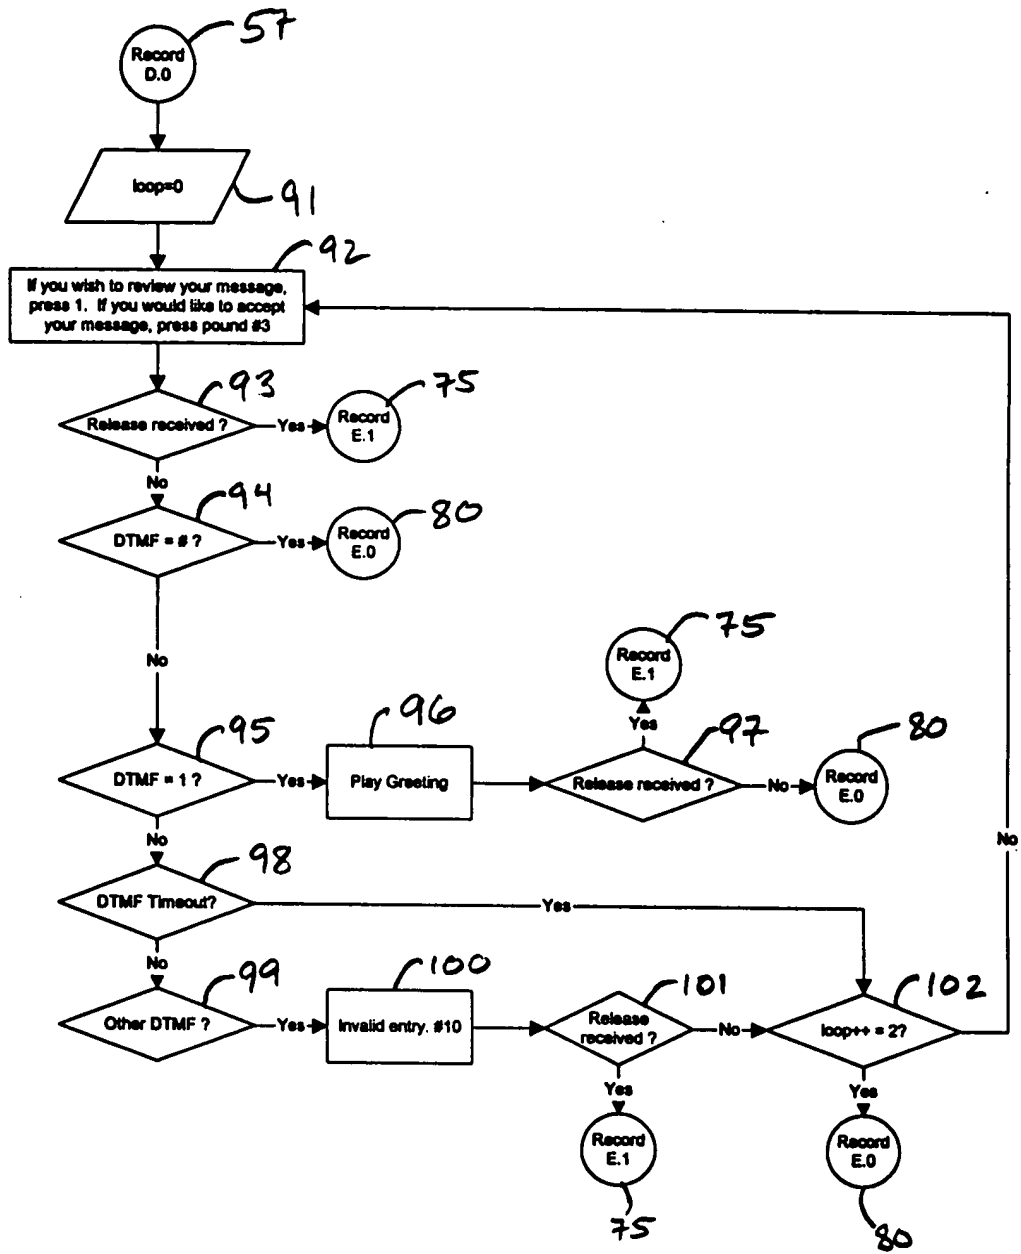 57
Record
D.0
loop=0
91
92
If you wish to review your message,
press 1. If you would like to accept
your message, press pound #3
93
75
Release received ?
Yes
Record
E.1
No
94
80
DTMF = # ?
Yes
Record
E.0
No
75
Record
E.1
Yes
95
96
97
80
DTMF = 1 ?
Yes
Play Greeting
Release received ?
No
Record
E.0
No
No
98
DTMF Timeout?
Yes
No
99
100
101
102
Other DTMF ?
Yes
Invalid entry. #10
Release
received ?
No
loop++ = 2?
Yes
Yes
Record
E.1
Record
E.0
75
80